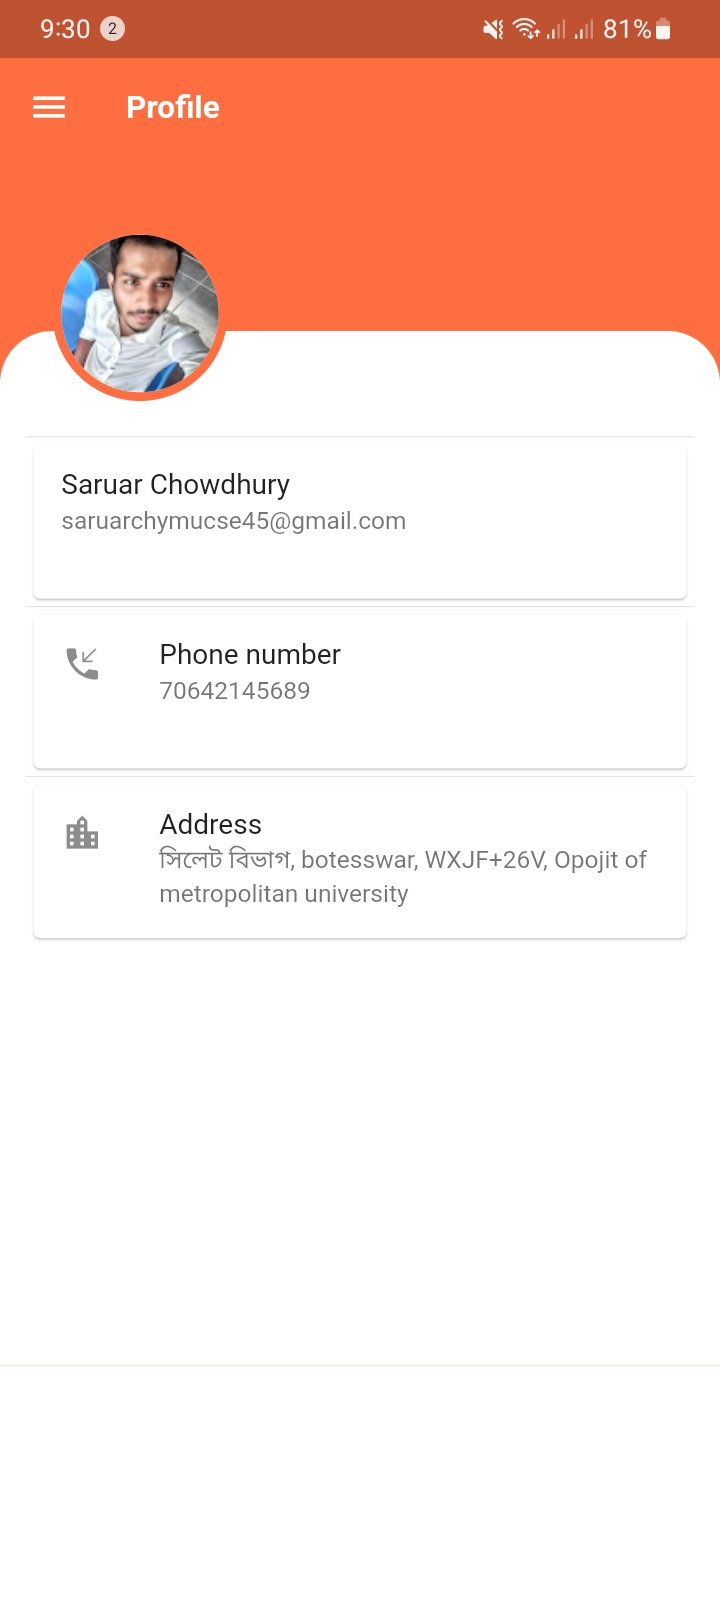 9:30 2 81%
Profile
Saruar Chowdhury
saruarchymucse45@gmail.com
Phone number
70642145689
Address
সিলেট বিভাগ, botesswar, WXJF+26V, Opojit of
metropolitan university